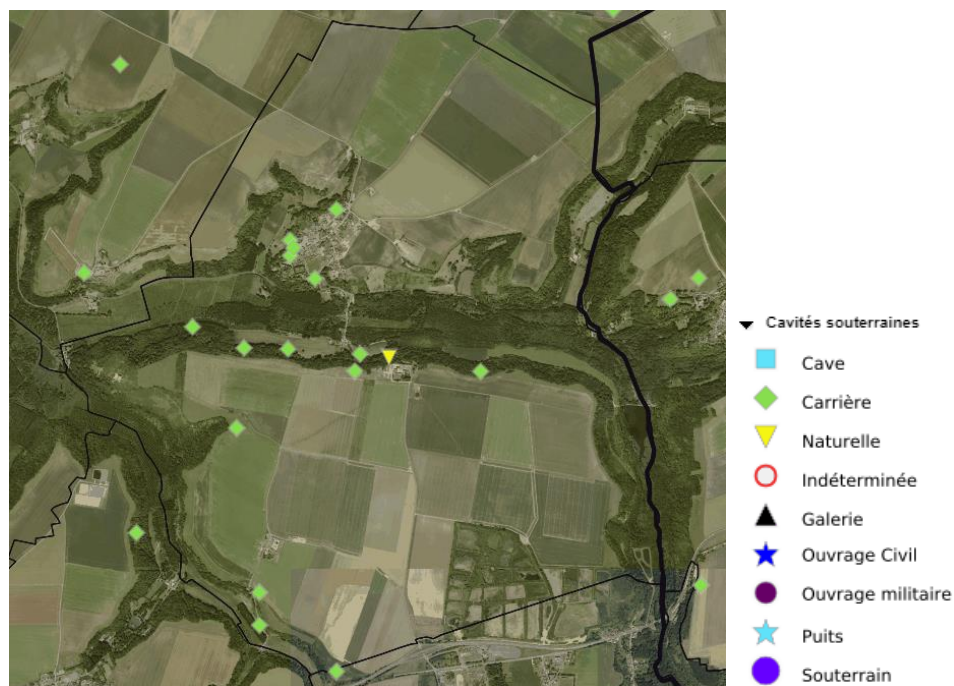 Cavités souterraines
Cave
Carrière
Naturelle
Indéterminée
Galerie
Ouvrage Civil
Ouvrage militaire
Puits
Souterrain